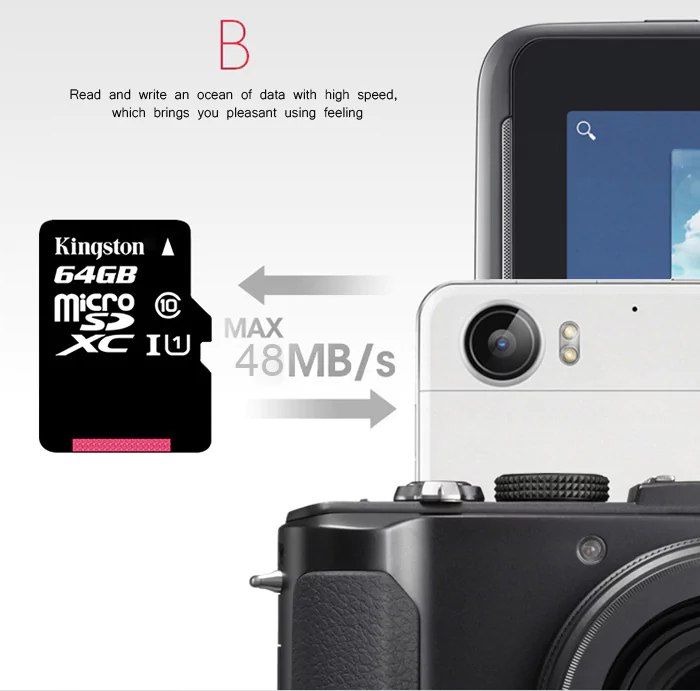 B
Read and write an ocean of data with high speed,
which brings you pleasant using feeling
Kingston
64GB
micro
SD
XC I U1
10
MAX
48MB/s